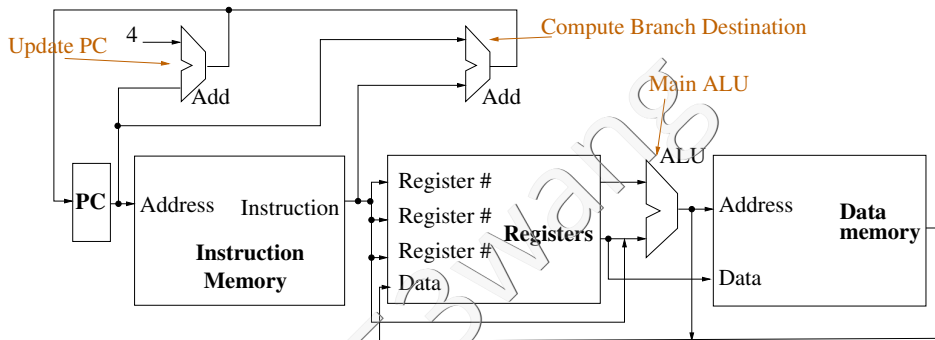 Compute Branch Destination
4
Update PC
Main ALU
Add
Add
ALU
Register #
PC
Address
Instruction
Address
Register #
Data
memory
Registers
Instruction
Memory
Register #
Data
Data
3wang